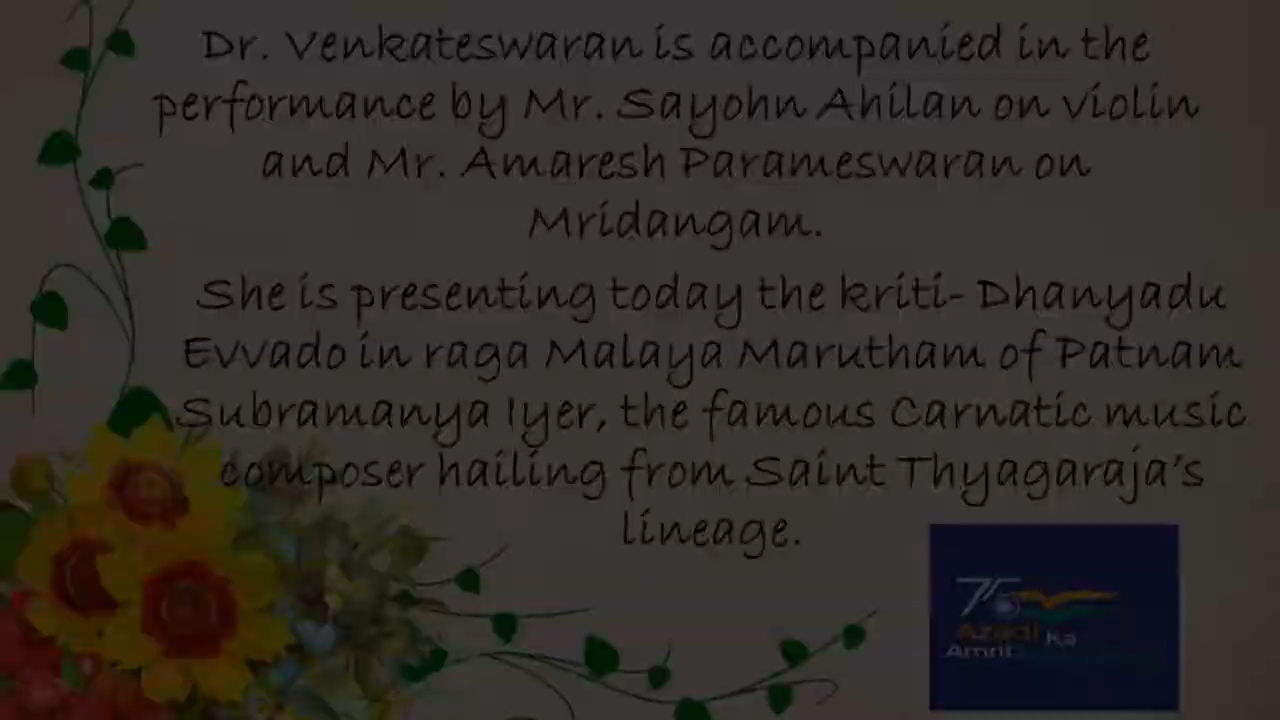 Dr. Venkateswaran is accompanied in the
performance by Mr. Sayohn Ahilan on violin
and Mr. Amaresh Parameswaran on
Mridangam.
She is presenting today the kriti- Dhanyadu
Evvado in raga Malaya Marutham of Patnam
Subramanya Iyer, the famous Carnatic music
composer hailing from Saint Thyagaraja's
lineage.
75
Azadi Ka
Amrit